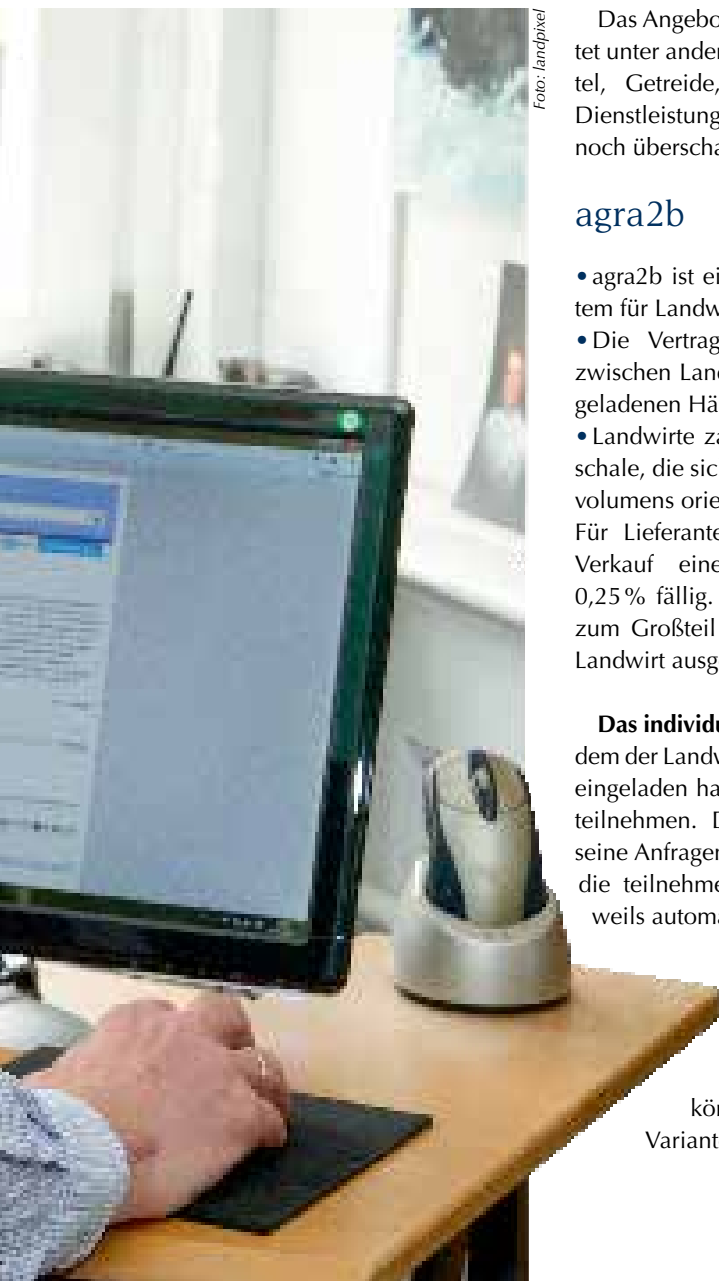 Foto: landpixel
Das Angebo
tet unter ander
tel, Getreide,
Dienstleistung
noch überscha
agra2b
• agra2b ist ei
tem für Landw
• Die Vertrag
zwischen Land
geladenen Hä
• Landwirte za
schale, die sic
volumens orie
Für Lieferante
Verkauf eine
0,25 % fällig.
zum Großteil
Landwirt ausg
Das individu
dem der Landw
eingeladen ha
teilnehmen. D
seine Anfragen
die teilnehme
weils automa
kön
Variant